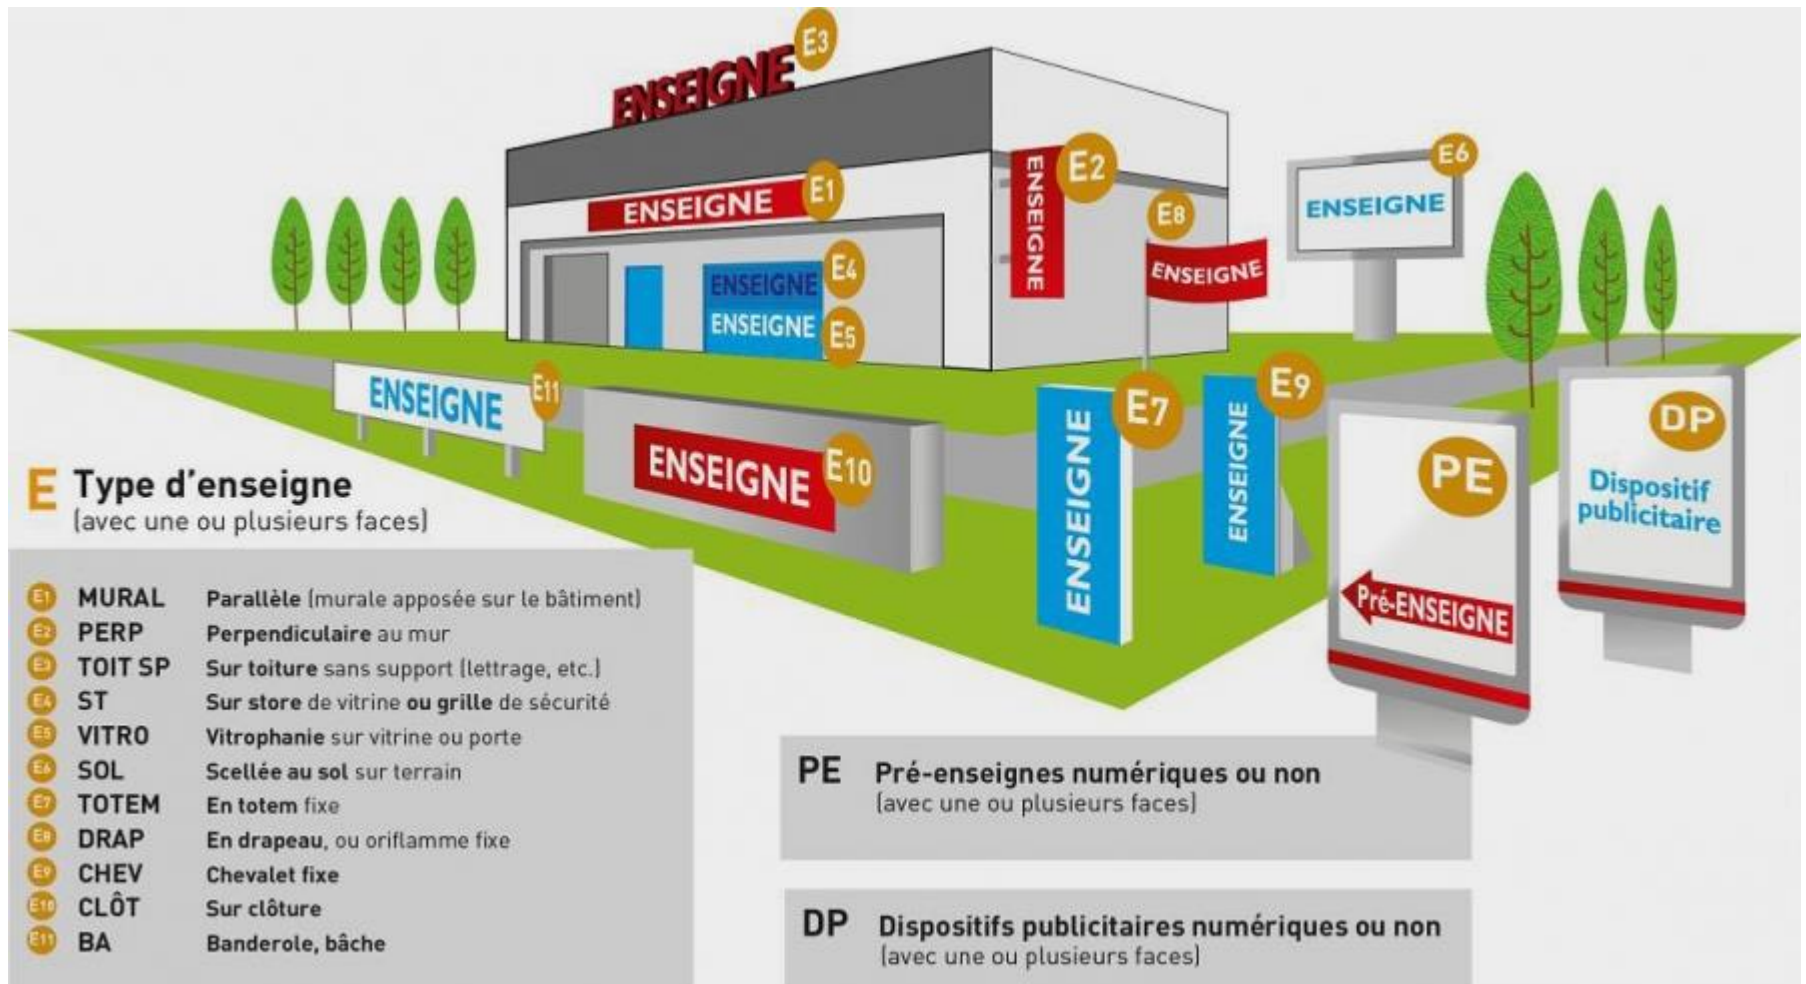 ENSEIGNE E3
ENSEIGNE E1
ENSEIGNE E2
E8
ENSEIGNE
E6
ENSEIGNE
ENSEIGNE E4
ENSEIGNE E5
ENSEIGNE E11
ENSEIGNE E10
ENSEIGNE E7
ENSEIGNE E9
PE
Pré-ENSEIGNE
DP
Dispositif
publicitaire
E Type d'enseigne
(avec une ou plusieurs faces)
E1 MURAL Parallèle (murale apposée sur le bâtiment)
E2 PERP Perpendiculaire au mur
E3 TOIT SP Sur toiture sans support (lettrage, etc.)
E4 ST Sur store de vitrine ou grille de sécurité
E5 VITRO Vitrophanie sur vitrine ou porte
E6 SOL Scellée au sol sur terrain
E7 TOTEM En totem fixe
E8 DRAP En drapeau, ou oriflamme fixe
E9 CHEV Chevalet fixe
E10 CLÔT Sur clôture
E11 BA Banderole, bâche
PE Pré-enseignes numériques ou non
(avec une ou plusieurs faces)
DP Dispositifs publicitaires numériques ou non
(avec une ou plusieurs faces)